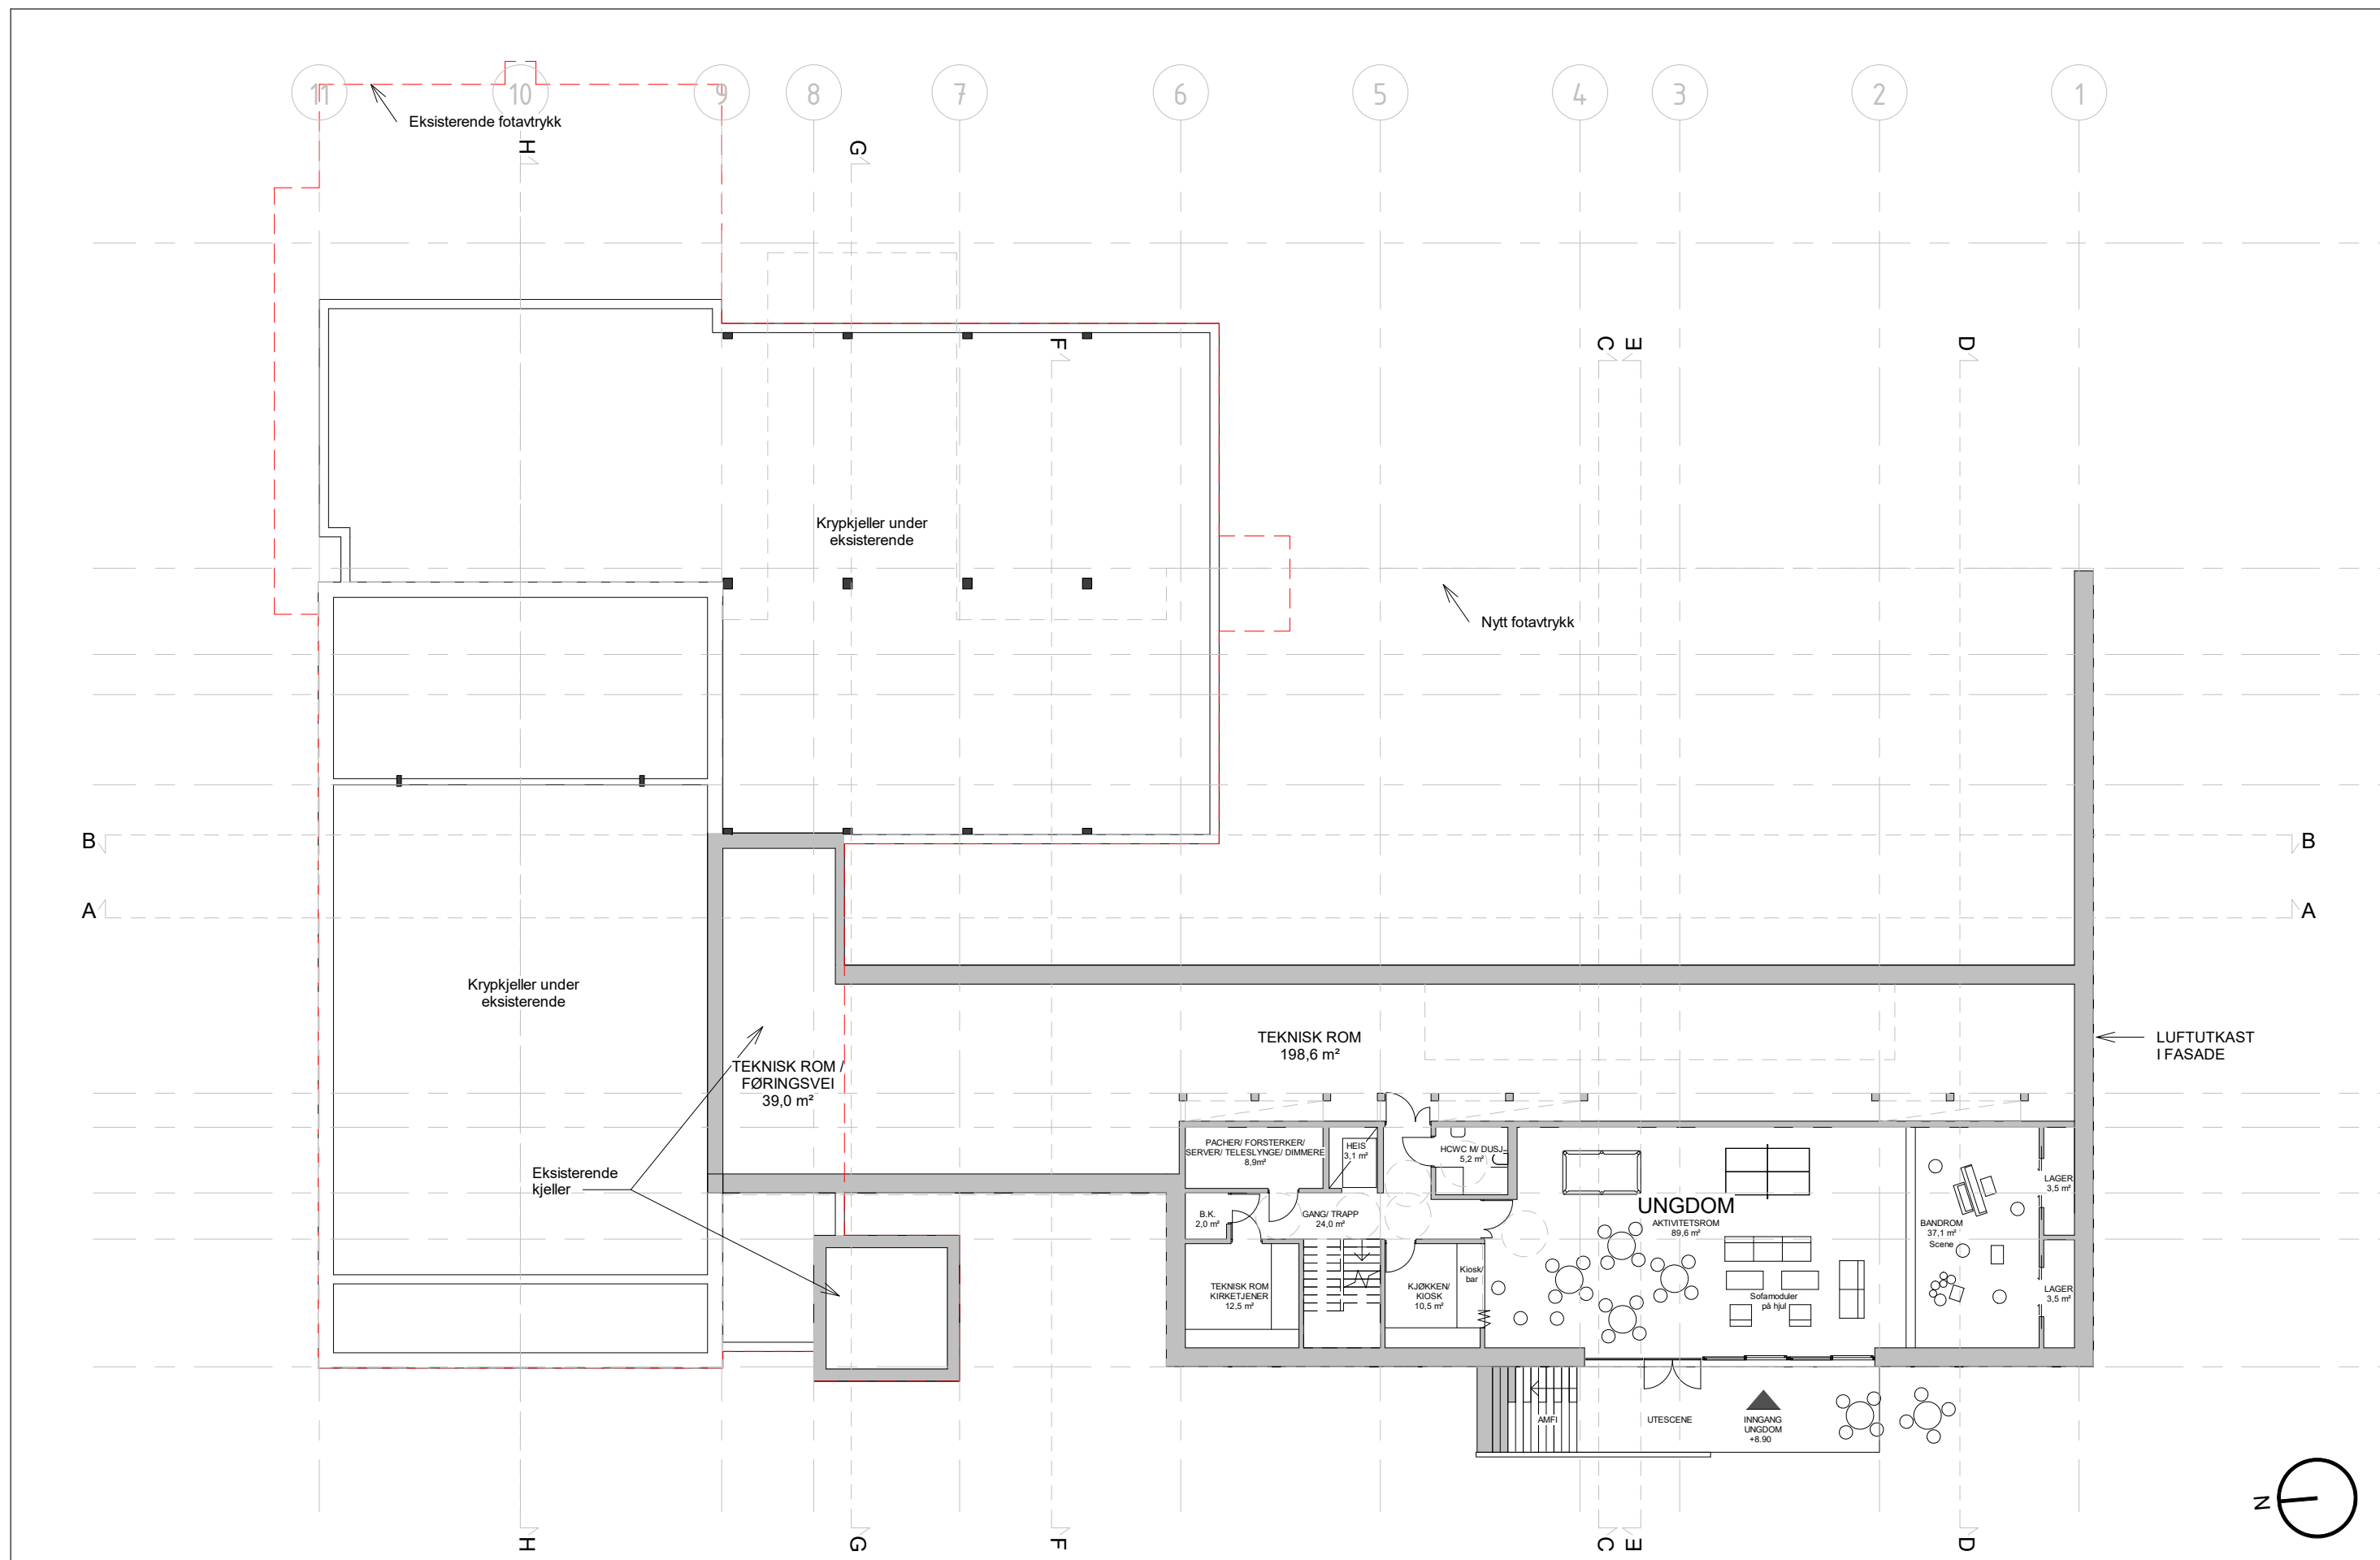 11 10 9 8 7 6 5 4 3 2 1
Eksisterende fotavtrykk
H G
F C E D
Krypkjeller under
eksisterende
Nytt fotavtrykk
B B
A A
Krypkjeller under
eksisterende
TEKNISK ROM
198,6 m²
LUFTUTKAST
I FASADE
TEKNISK ROM /
FØRINGSVEI
39,0 m²
Eksisterende
kjeller
PACHER/ FORSTERKER/
SERVER/ TELESLYNGE/ DIMMERE
8,9m²
HEIS
3,1 m²
HCWC M/ DUSJ
5,2 m²
LAGER
3,5 m²
B.K.
2,0 m²
GANG/ TRAPP
24,0 m²
UNGDOM
AKTIVITETSROM
89,6 m²
BANDROM
37,1 m²
Scene
TEKNISK ROM
KIRKETJENER
12,5 m²
KJØKKEN/
KIOSK
10,5 m²
Kiosk/
bar
Sofamoduler
på hjul
LAGER
3,5 m²
AMFI
UTESCENE
INNGANG
UNGDOM
+8.90
N
H G F C E D